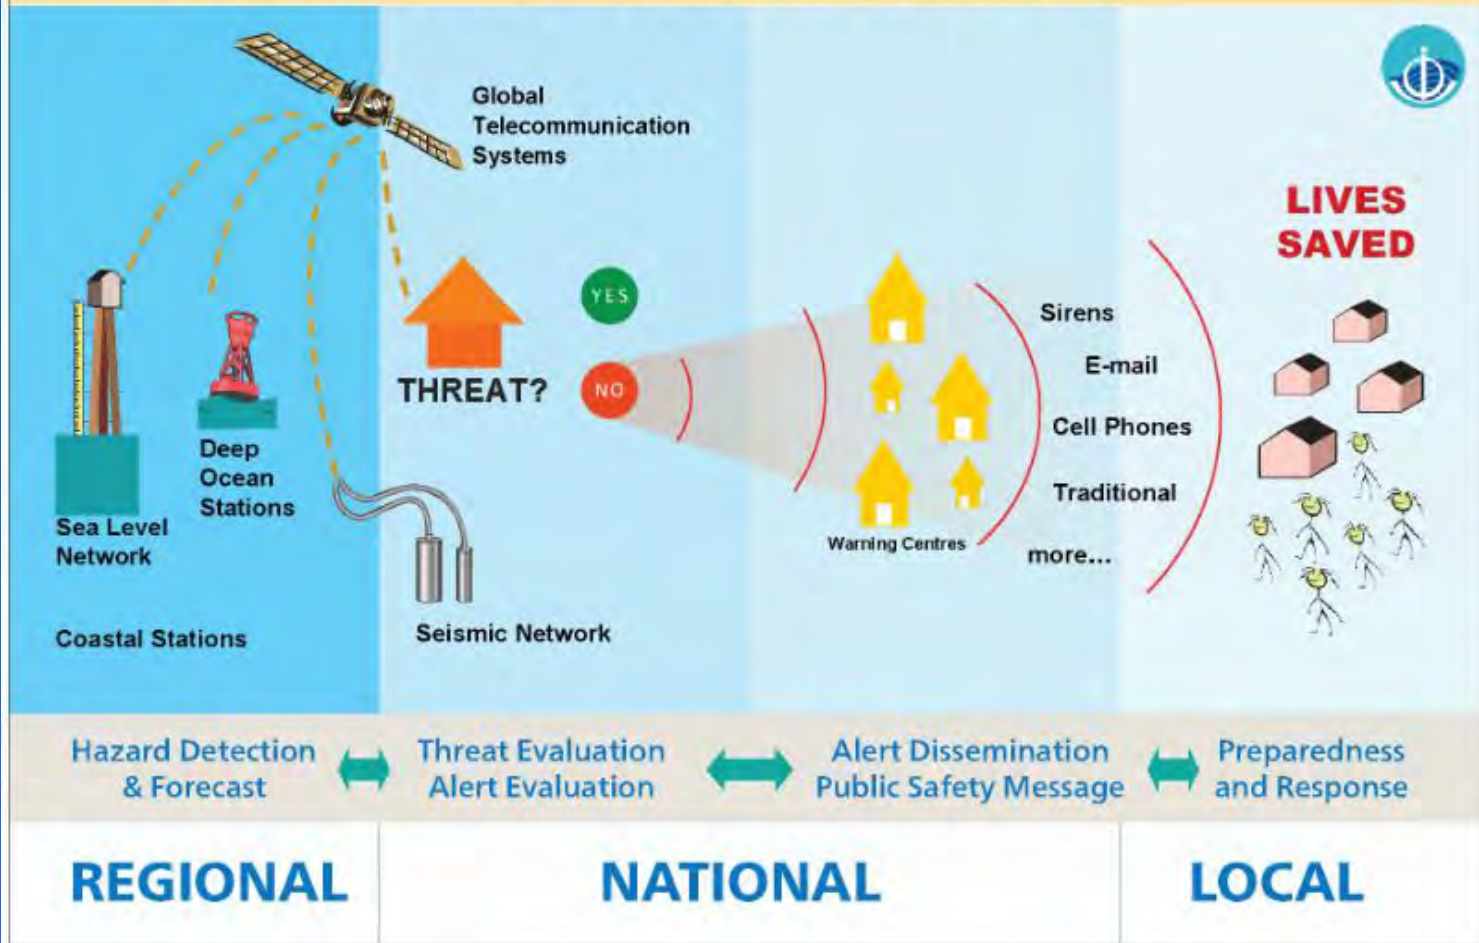 Global
Telecommunication
Systems
LIVES
SAVED
YES
THREAT?
NO
Sirens
E-mail
Cell Phones
Traditional
more...
Deep
Ocean
Stations
Sea Level
Network
Warning Centres
Coastal Stations
Seismic Network
Hazard Detection
& Forecast
Threat Evaluation
Alert Evaluation
Alert Dissemination
Public Safety Message
Preparedness
and Response
REGIONAL
NATIONAL
LOCAL